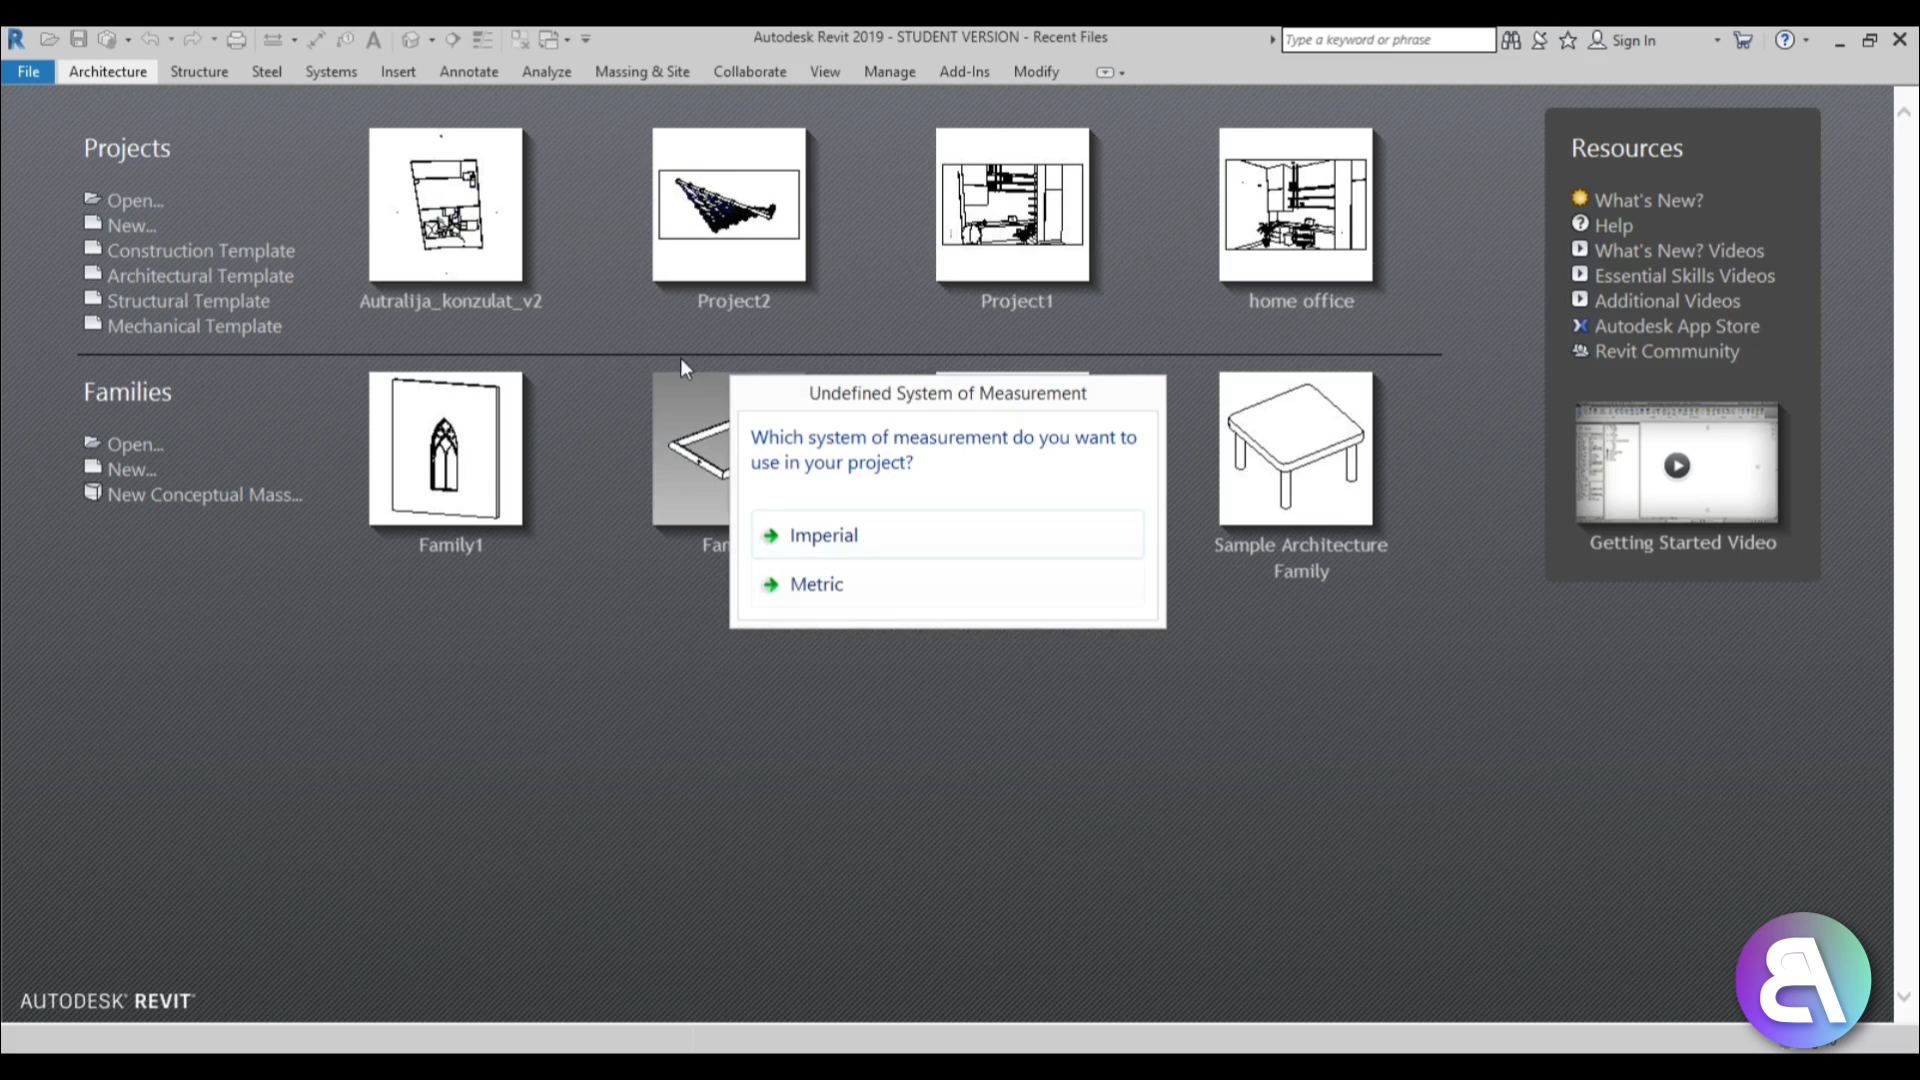 Autodesk Revit 2019 - STUDENT VERSION - Recent Files
Type a keyword or phrase
Sign In
File
Architecture
Structure
Steel
Systems
Insert
Annotate
Analyze
Massing & Site
Collaborate
View
Manage
Add-Ins
Modify
Projects
Open...
New...
Construction Template
Architectural Template
Structural Template
Mechanical Template
Autralija_konzulat_v2
Project2
Project1
home office
Families
Open...
New...
New Conceptual Mass...
Family1
Sample Architecture
Family
Undefined System of Measurement
Which system of measurement do you want to
use in your project?
Imperial
Metric
Resources
What's New?
Help
What's New? Videos
Essential Skills Videos
Additional Videos
Autodesk App Store
Revit Community
Getting Started Video
AUTODESK® REVIT®